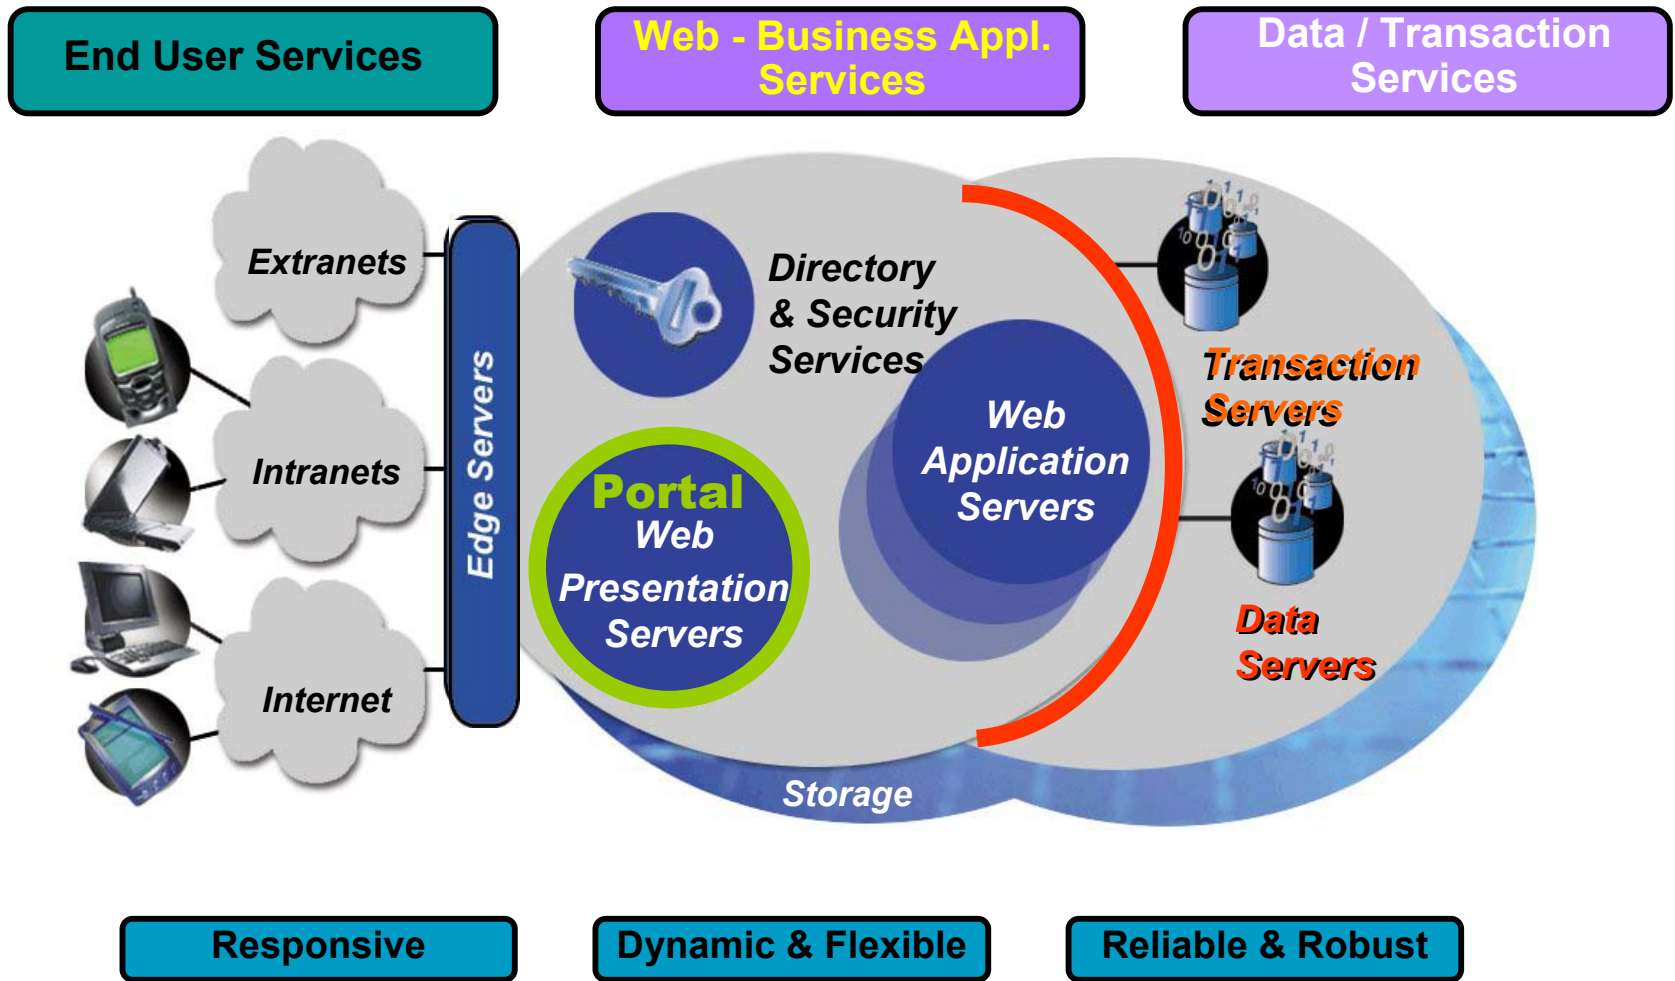 End User Services
Web - Business Appl.
Services
Data / Transaction
Services
Extranets
Intranets
Internet
Edge Servers
Directory
& Security
Services
Portal
Web
Presentation
Servers
Web
Application
Servers
Transaction
Servers
Data
Servers
Storage
Responsive
Dynamic & Flexible
Reliable & Robust